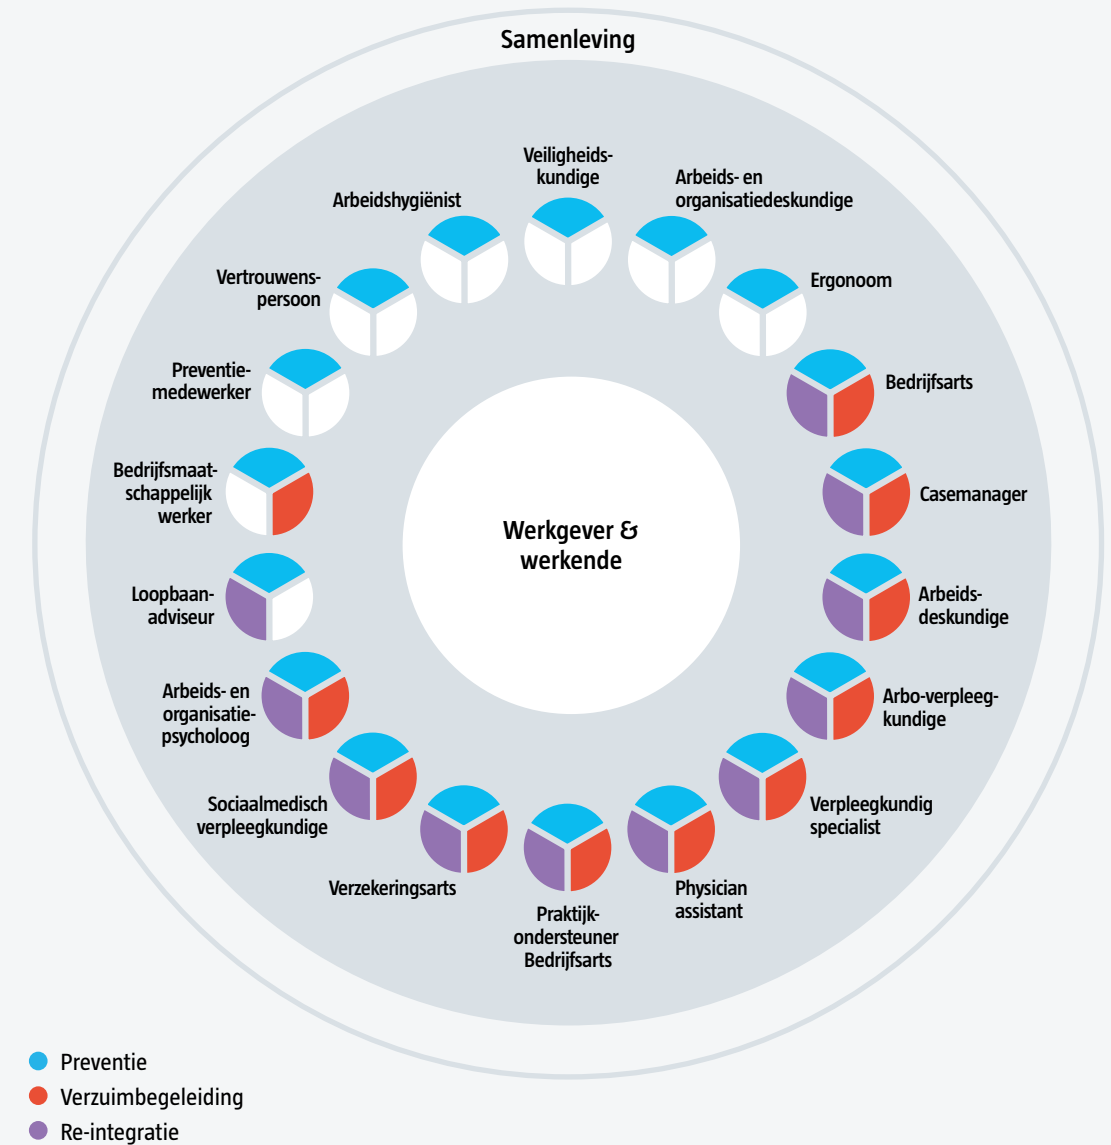 Samenleving
Veiligheids-
kundige
Arbeids- en
organisatiedeskundige
Ergonoom
Bedrijfsarts
Casemanager
Arbeids-
deskundige
Arbo-verpleeg-
kundige
Verpleegkundig
specialist
Physician
assistant
Praktijk-
ondersteuner
Bedrijfsarts
Verzekeringsarts
Sociaalmedisch
verpleegkundige
Arbeids- en
organisatie-
psycholoog
Loopbaan-
adviseur
Bedrijfsmaat-
schappelijk
werker
Preventie-
medewerker
Vertrouwens-
persoon
Arbeidshygiënist
Werkgever &
werkende
Preventie
Verzuimbegeleiding
Re-integratie